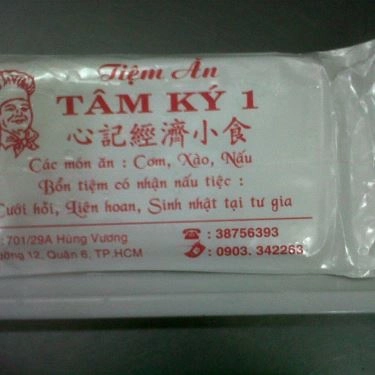 Tiệm Ăn
TÂM KÝ 1
心記經濟小食
Các món ăn : Cơm, Xào, Nấu
Bổn tiệm có nhận nấu tiệc :
Cưới hỏi, Liên hoan, Sinh nhật tại tư gia
: 701/29A Hùng Vương
ường 12, Quận 6, TP.HCM
: 38756393
: 0903. 342263